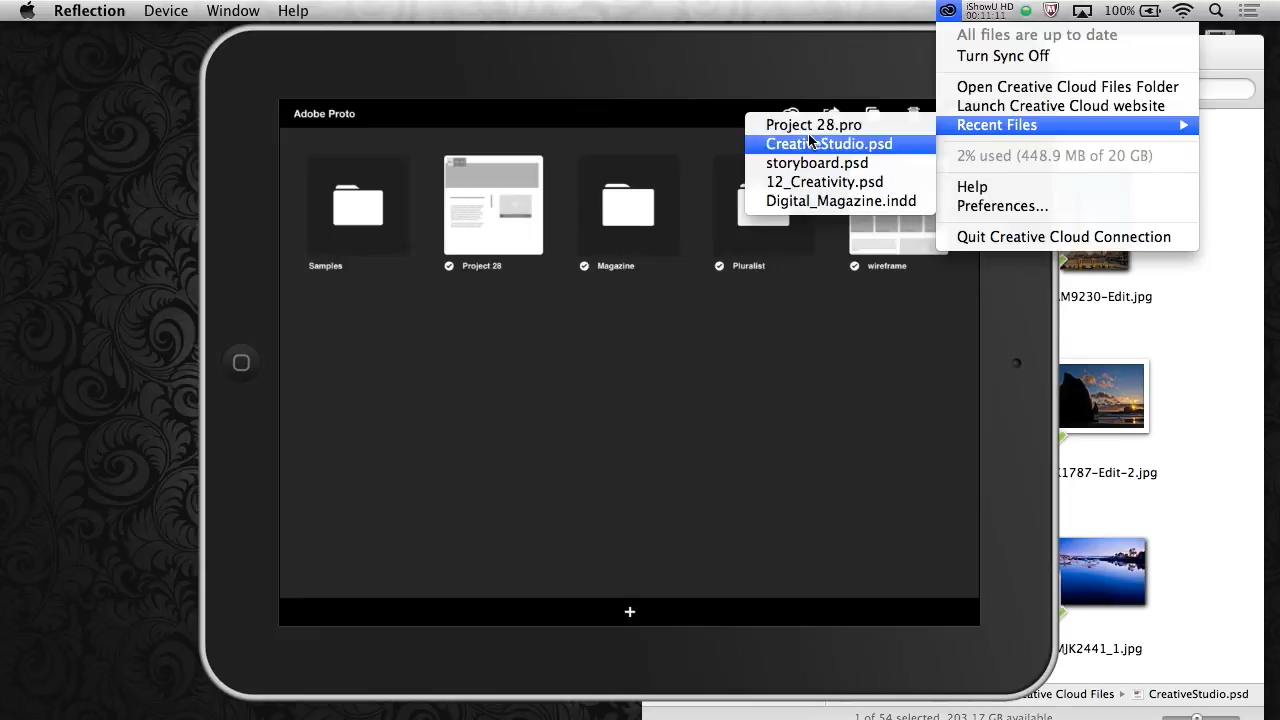 Reflection Device Window Help
iShowU HD
00:11:11
100%
All files are up to date
Turn Sync Off
Open Creative Cloud Files Folder
Launch Creative Cloud website
Recent Files
2% used (448.9 MB of 20 GB)
Help
Preferences...
Quit Creative Cloud Connection
Project 28.pro
CreativeStudio.psd
storyboard.psd
12_Creativity.psd
Digital_Magazine.indd
Adobe Proto
Samples
Project 28
Magazine
Pluralist
wireframe
M9230-Edit.jpg
1787-Edit-2.jpg
MJK2441_1.jpg
ative Cloud Files
CreativeStudio.psd
1 of 54 selected, 203.17 GB available